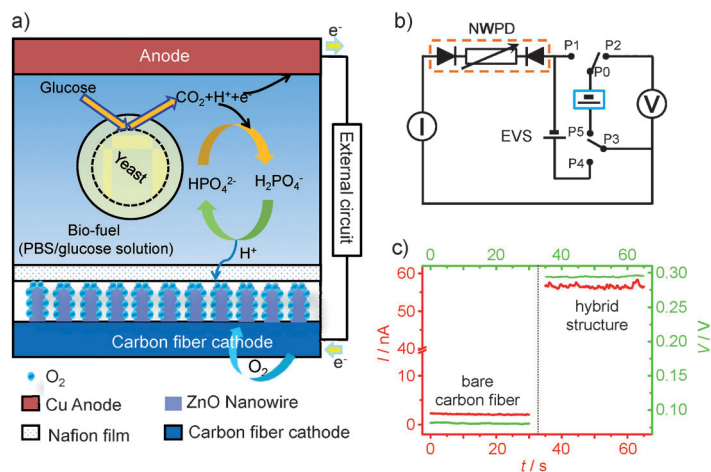 a)
e⁻
Anode
Glucose
CO₂+H⁺+e⁻
Yeast
HPO₄²⁻
H₂PO₄⁻
Bio-fuel
(PBS/glucose solution)
H⁺
External circuit
Carbon fiber cathode
O₂
e⁻
O₂
Cu Anode
ZnO Nanowire
Nafion film
Carbon fiber cathode
b)
NWPD
P1
P2
P0
I
V
EVS
P5
P3
P4
c)
0 20 40 60
60
50
40
5
0
I / nA
0.30
0.25
0.20
0.15
0.10
V / V
hybrid
structure
bare
carbon fiber
0 20 40 60
t / s